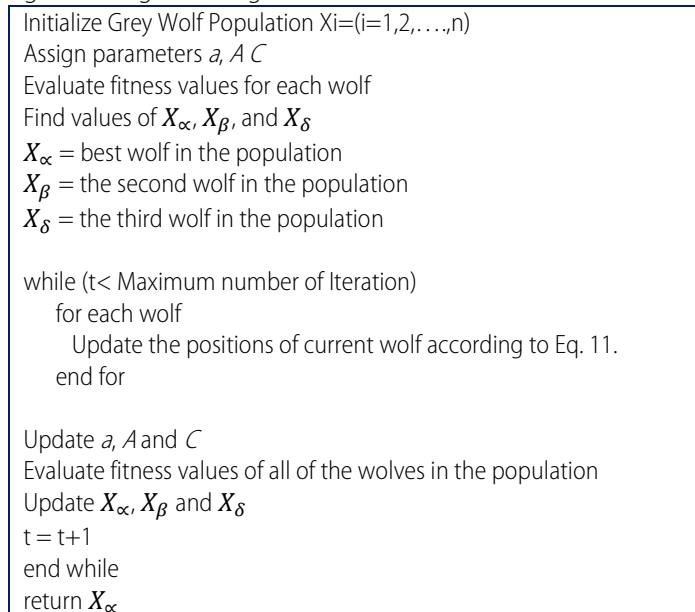 Initialize Grey Wolf Population Xi=(i=1,2,….,n)
Assign parameters a, A C
Evaluate fitness values for each wolf
Find values of X∝, Xβ, and Xδ
X∝ = best wolf in the population
Xβ = the second wolf in the population
Xδ = the third wolf in the population
while (t< Maximum number of Iteration)
for each wolf
Update the positions of current wolf according to Eq. 11.
end for
Update a, A and C
Evaluate fitness values of all of the wolves in the population
Update X∝, Xβ and Xδ
t = t+1
end while
return X∝